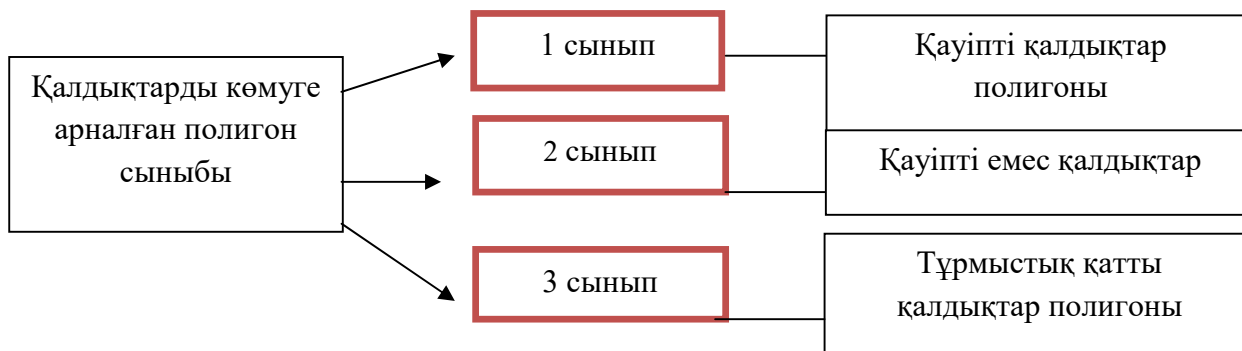 Қалдықтарды көмуге
арналған полигон
сыныбы
1 сынып
Қауіпті қалдықтар
полигоны
2 сынып
Қауіпті емес қалдықтар
3 сынып
Тұрмыстық қатты
қалдықтар полигоны